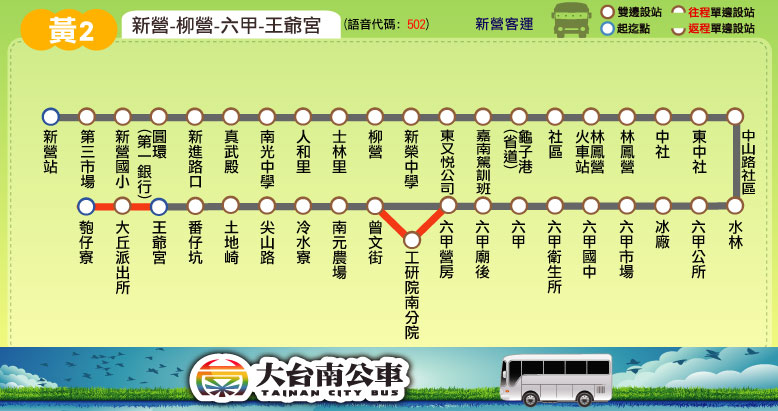 黃2
新營-柳營-六甲-王爺宮
(語音代碼：502)
新營客運
雙邊設站
起迄點
往程單邊設站
返程單邊設站
新營站
第三市場
新營國小
圓環
(第一銀行)
新進路口
真武殿
南光中學
人和里
士林里
柳營
新榮中學
東又悅公司
嘉南駕訓班
龜子港
(省道)
社區
林鳳營
火車站
林鳳營
中社
東中社
中山路社區
水林
六甲公所
冰廠
六甲市場
六甲國中
六甲衛生所
六甲
六甲廟後
六甲營房
工研院南分院
曾文街
南元農場
冷水寮
尖山路
土地崎
番仔坑
王爺宮
大丘派出所
匏仔寮
大台南公車
TAINAN CITY BUS